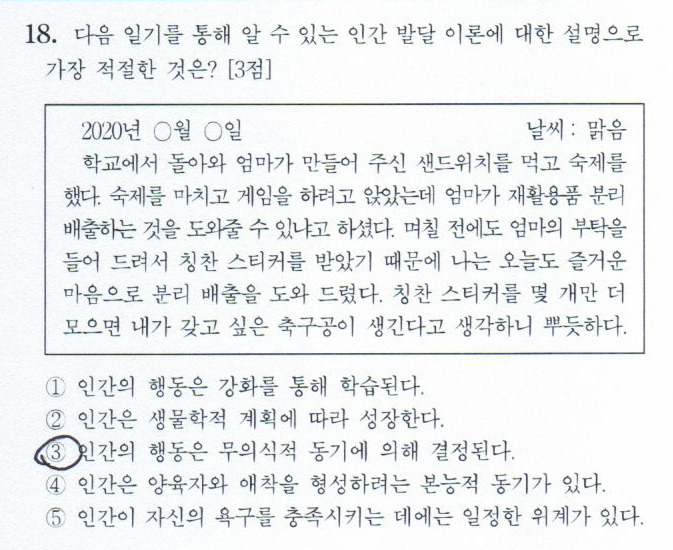 18. 다음 일기를 통해 알 수 있는 인간 발달 이론에 대한 설명으로
가장 적절한 것은? [3점]
2020년 ○월 ○일 날씨 : 맑음
학교에서 돌아와 엄마가 만들어 주신 샌드위치를 먹고 숙제를
했다. 숙제를 마치고 게임을 하려고 앉았는데 엄마가 재활용품 분리
배출하는 것을 도와줄 수 있냐고 하셨다. 며칠 전에도 엄마의 부탁을
들어 드려서 칭찬 스티커를 받았기 때문에 나는 오늘도 즐거운
마음으로 분리 배출을 도와 드렸다. 칭찬 스티커를 몇 개만 더
모으면 내가 갖고 싶은 축구공이 생긴다고 생각하니 뿌듯하다.
① 인간의 행동은 강화를 통해 학습된다.
② 인간은 생물학적 계획에 따라 성장한다.
③ 인간의 행동은 무의식적 동기에 의해 결정된다.
④ 인간은 양육자와 애착을 형성하려는 본능적 동기가 있다.
⑤ 인간이 자신의 욕구를 충족시키는 데에는 일정한 위계가 있다.